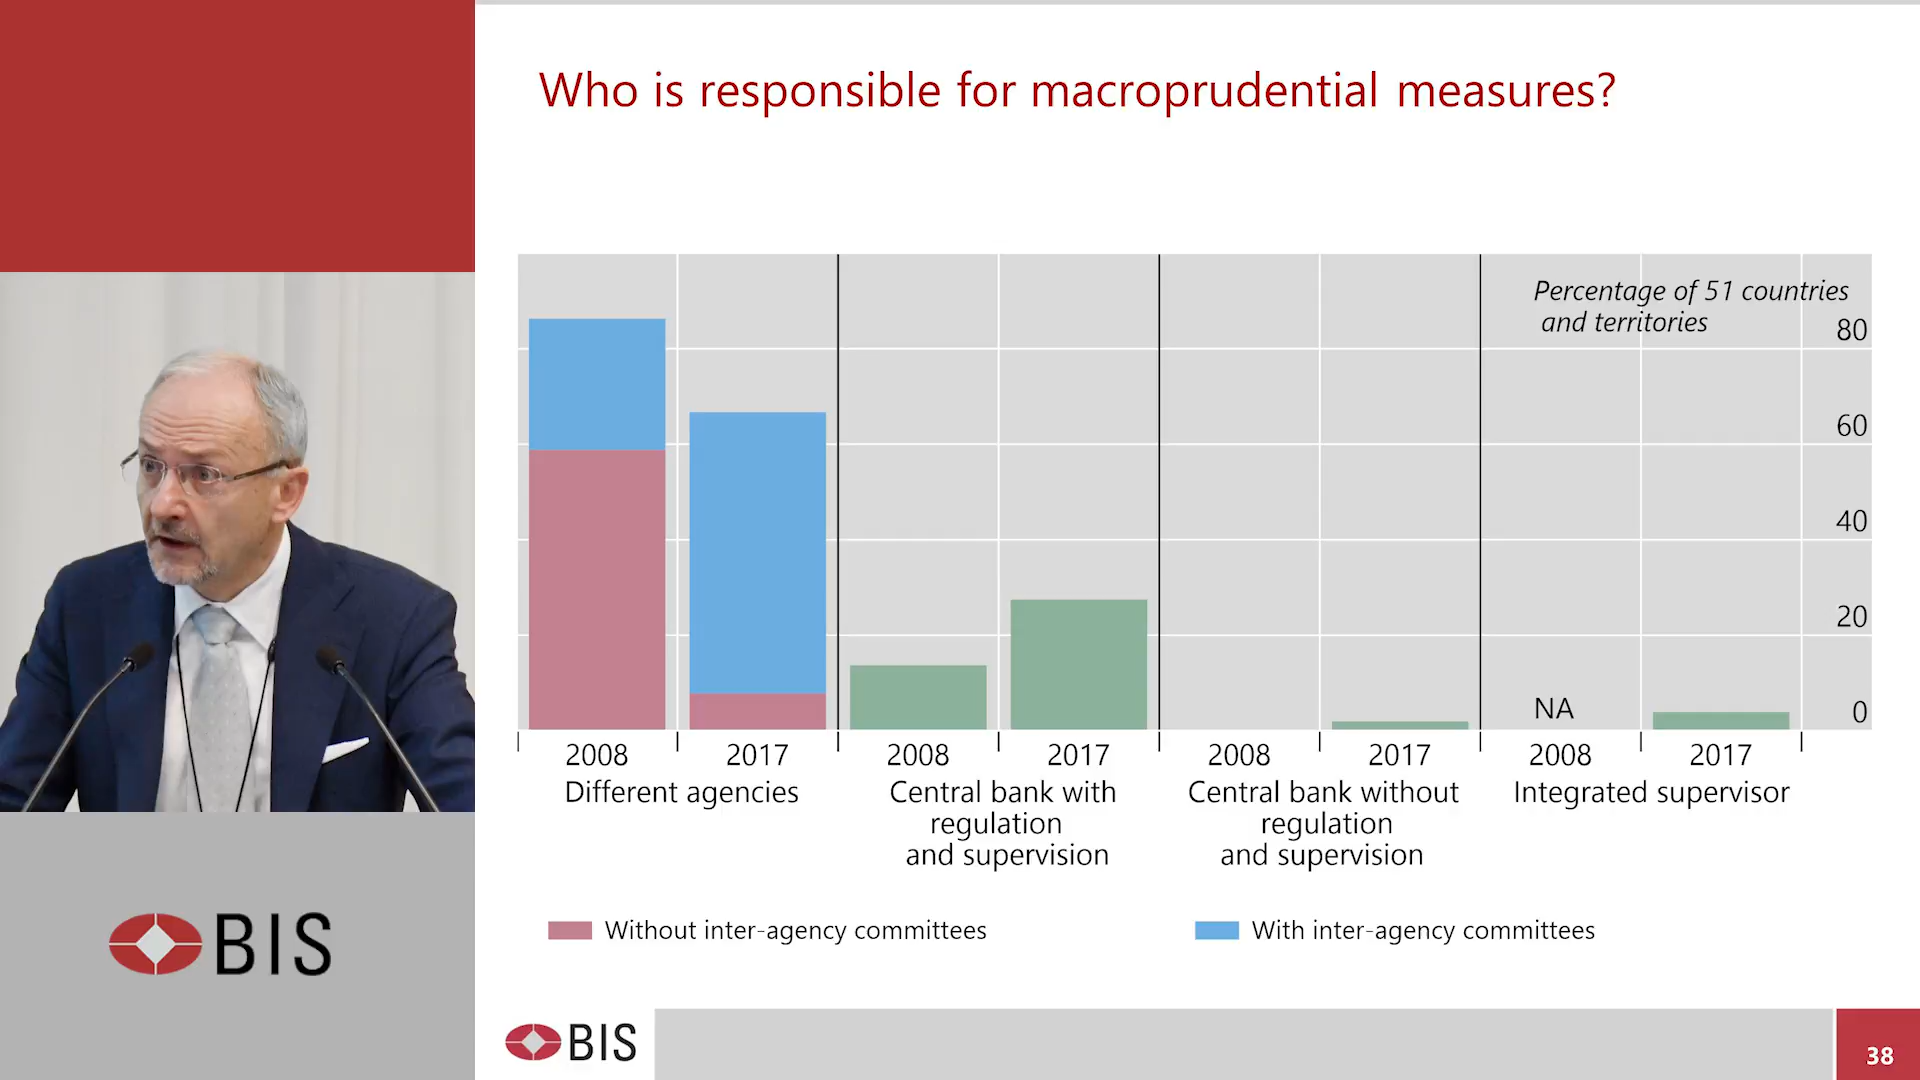 Who is responsible for macroprudential measures?
Percentage of 51 countries
and territories
80
60
40
20
0
NA
2008 2017 2008 2017 2008 2017 2008 2017
Different agencies
Central bank with
regulation
and supervision
Central bank without
regulation
and supervision
Integrated supervisor
Without inter-agency committees
With inter-agency committees
BIS
BIS
38